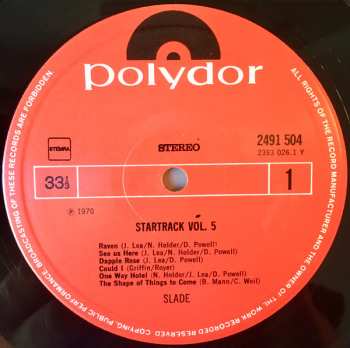 polydor
STEMRA
STEREO
2491 504
2383 026.1 Y
33⅓
1
℗ 1970
STARTRACK VOL. 5
Raven (J. Lea/N. Holder/D. Powell)
See us Here (J. Lea/N. Holder/D. Powell)
Dapple Rose (J. Lea/D. Powell)
Could I (Griffin/Royer)
One Way Hotel (N. Holder/J. Lea/D. Powell)
The Shape of Things to Come (B. Mann/C. Weil)
SLADE
ALL RIGHTS OF THE RECORD MANUFACTURER AND THE OWNER OF THE WORK RECORDED RESERVED. COPYING, PUBLIC PERFORMANCE, BROADCASTING OF THESE RECORDS ARE FORBIDDEN.